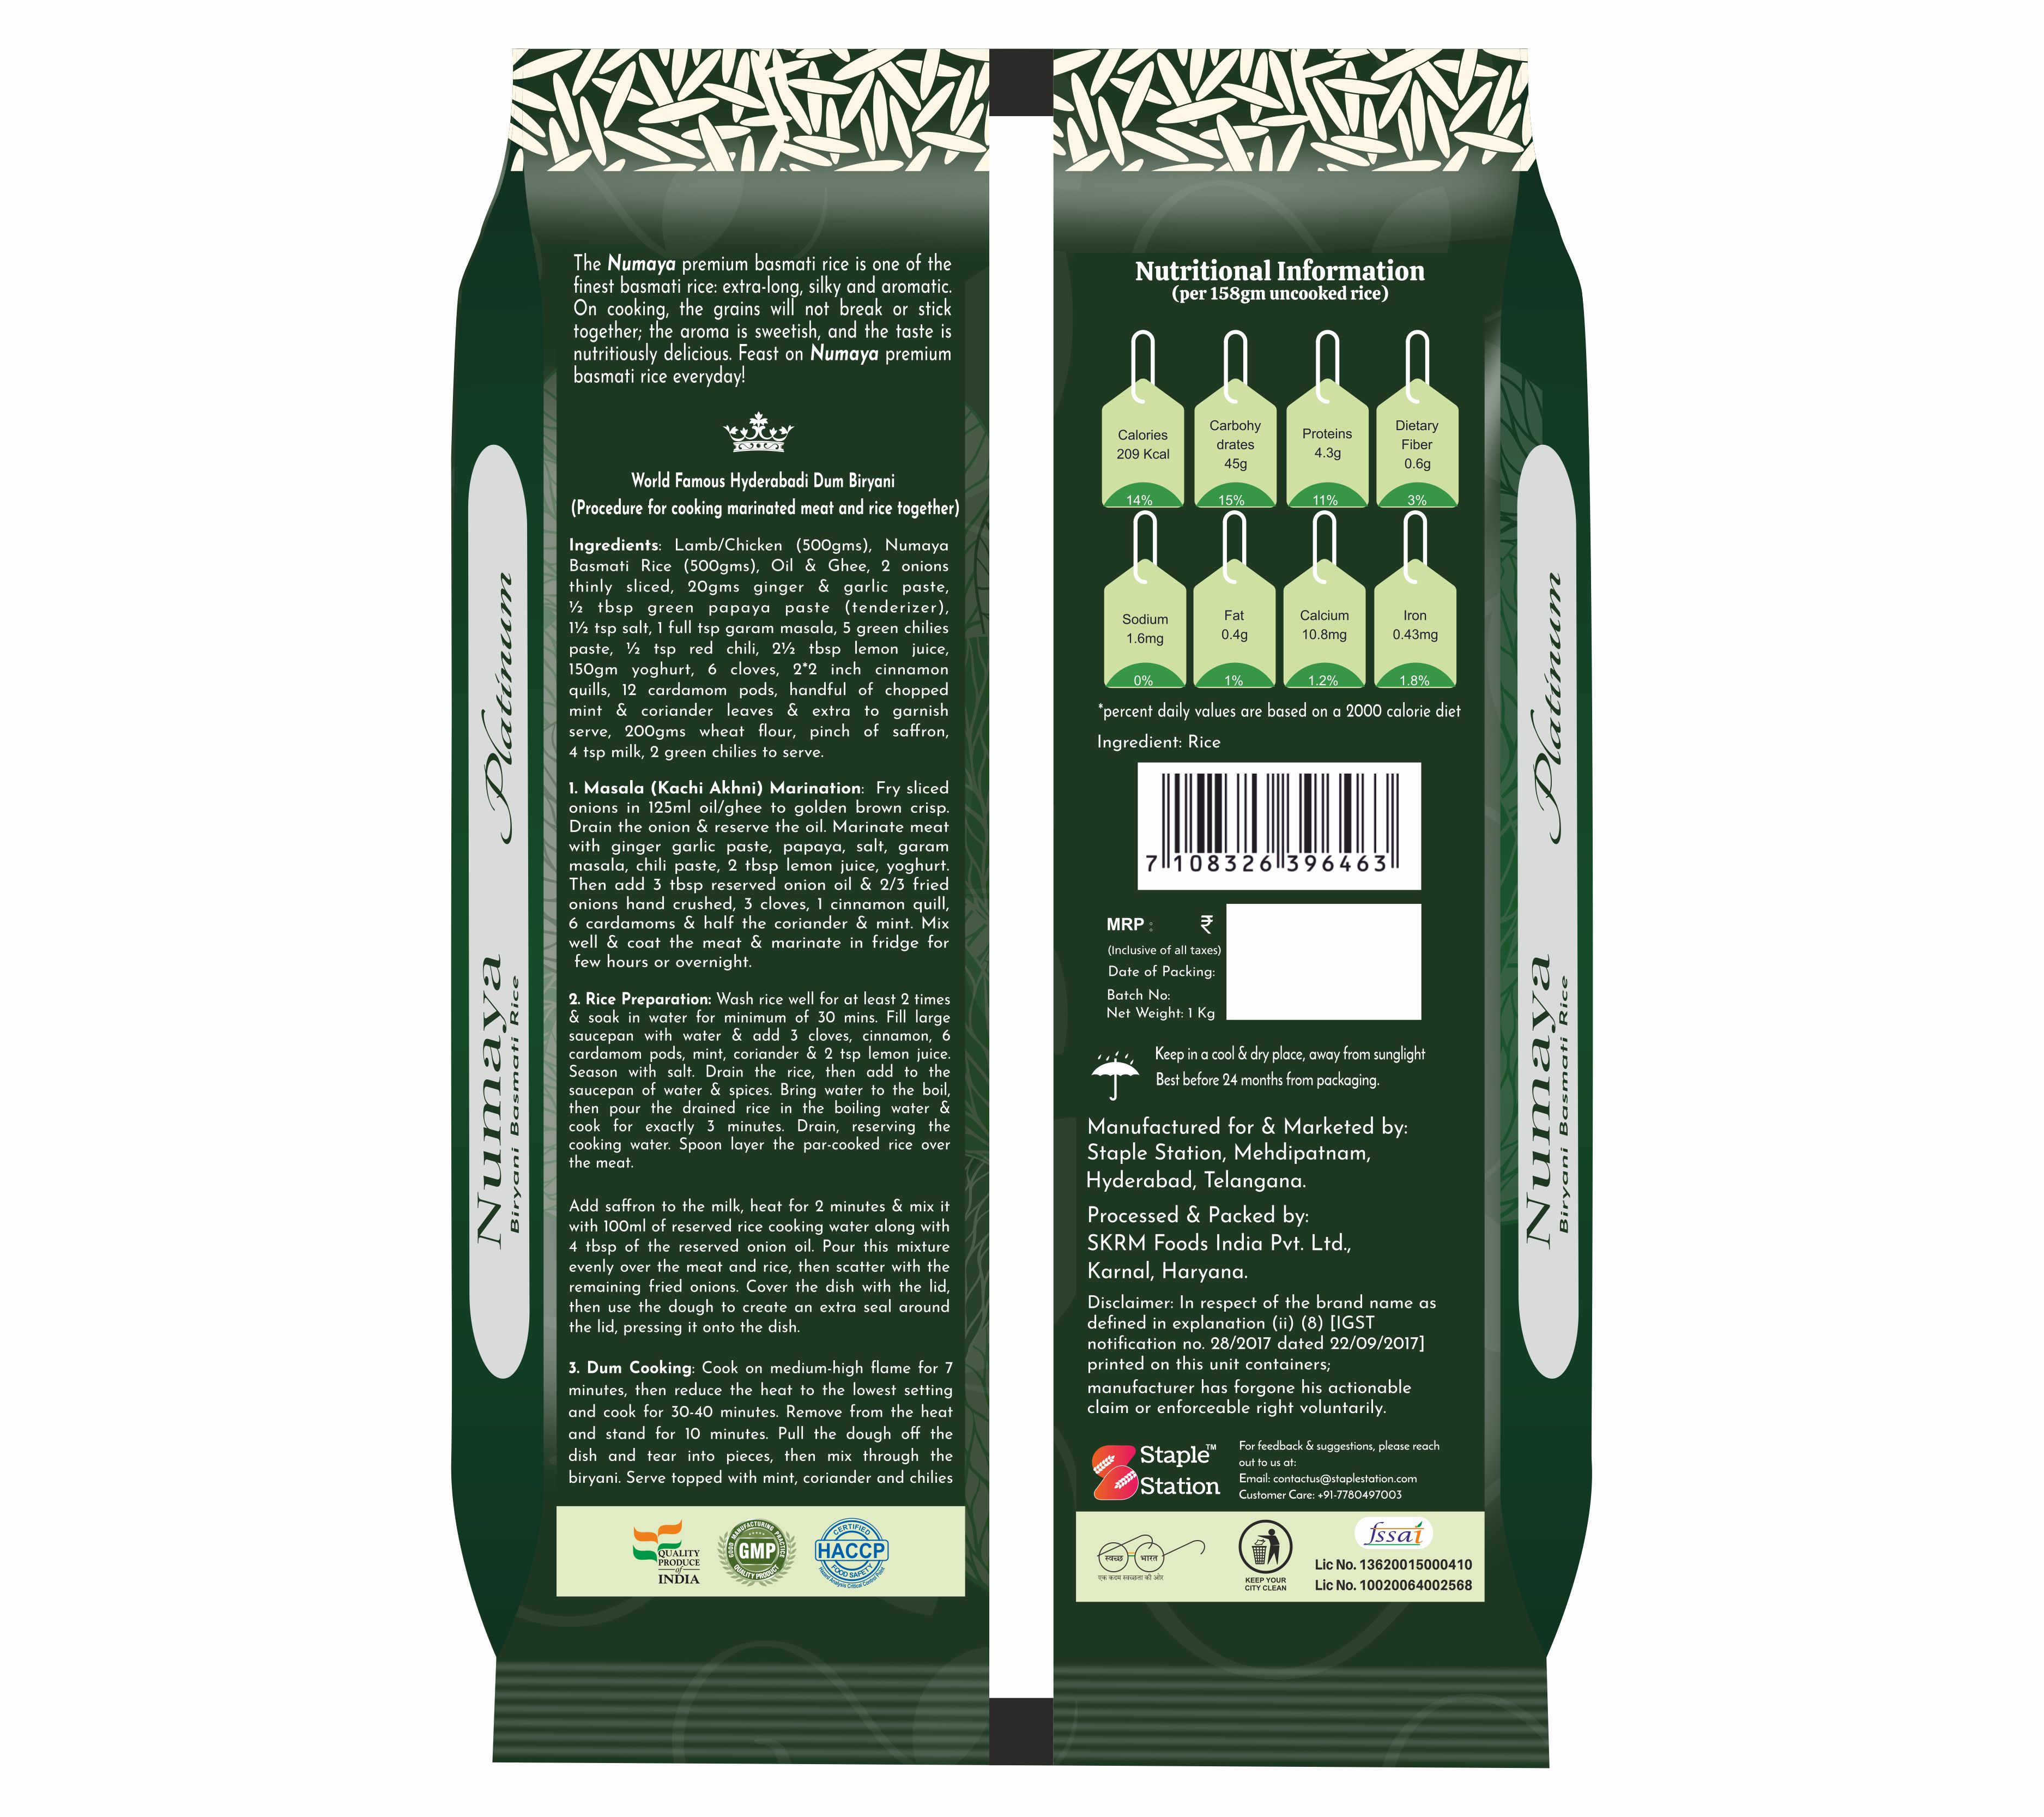 The Numaya premium basmati rice is one of the
finest basmati rice: extra-long, silky and aromatic.
On cooking, the grains will not break or stick
together; the aroma is sweetish, and the taste is
nutritiously delicious. Feast on Numaya premium
basmati rice everyday!
World Famous Hyderabadi Dum Biryani
(Procedure for cooking marinated meat and rice together)
Ingredients: Lamb/Chicken (500gms), Numaya
Basmati Rice (500gms), Oil & Ghee, 2 onions
thinly sliced, 20gms ginger & garlic paste,
½ tbsp green papaya paste (tenderizer),
1½ tsp salt, 1 full tsp garam masala, 5 green chilies
paste, ½ tsp red chili, 2½ tbsp lemon juice,
150gm yoghurt, 6 cloves, 2*2 inch cinnamon
quills, 12 cardamom pods, handful of chopped
mint & coriander leaves & extra to garnish
serve, 200gms wheat flour, pinch of saffron,
4 tsp milk, 2 green chilies to serve.
1. Masala (Kachi Akhni) Marination: Fry sliced
onions in 125ml oil/ghee to golden brown crisp.
Drain the onion & reserve the oil. Marinate meat
with ginger garlic paste, papaya, salt, garam
masala, chili paste, 2 tbsp lemon juice, yoghurt.
Then add 3 tbsp reserved onion oil & 2/3 fried
onions hand crushed, 3 cloves, 1 cinnamon quill,
6 cardamoms & half the coriander & mint. Mix
well & coat the meat & marinate in fridge for
few hours or overnight.
2. Rice Preparation: Wash rice well for at least 2 times
& soak in water for minimum of 30 mins. Fill large
saucepan with water & add 3 cloves, cinnamon, 6
cardamom pods, mint, coriander & 2 tsp lemon juice.
Season with salt. Drain the rice, then add to the
saucepan of water & spices. Bring water to the boil,
then pour the drained rice in the boiling water &
cook for exactly 3 minutes. Drain, reserving the
cooking water. Spoon layer the par-cooked rice over
the meat.
Add saffron to the milk, heat for 2 minutes & mix it
with 100ml of reserved rice cooking water along with
4 tbsp of the reserved onion oil. Pour this mixture
evenly over the meat and rice, then scatter with the
remaining fried onions. Cover the dish with the lid,
then use the dough to create an extra seal around
the lid, pressing it onto the dish.
3. Dum Cooking: Cook on medium-high flame for 7
minutes, then reduce the heat to the lowest setting
and cook for 30-40 minutes. Remove from the heat
and stand for 10 minutes. Pull the dough off the
dish and tear into pieces, then mix through the
biryani. Serve topped with mint, coriander and chilies
QUALITY
PRODUCE
of
INDIA
GOOD MANUFACTURING PRACTICE
GMP
QUALITY PRODUCT
CERTIFIED
HACCP
FOOD SAFETY
Hazard Analysis Critical Control Point
Numaya Platinum
Biryani Basmati Rice
Nutritional Information
(per 158gm uncooked rice)
Calories
209 Kcal
14%
Carbohy
drates
45g
15%
Proteins
4.3g
11%
Dietary
Fiber
0.6g
3%
Sodium
1.6mg
0%
Fat
0.4g
1%
Calcium
10.8mg
1.2%
Iron
0.43mg
1.8%
*percent daily values are based on a 2000 calorie diet
Ingredient: Rice
7 108326 396463
MRP : ₹
(Inclusive of all taxes)
Date of Packing:
Batch No:
Net Weight: 1 Kg
Keep in a cool & dry place, away from sunglight
Best before 24 months from packaging.
Manufactured for & Marketed by:
Staple Station, Mehdipatnam,
Hyderabad, Telangana.
Processed & Packed by:
SKRM Foods India Pvt. Ltd.,
Karnal, Haryana.
Disclaimer: In respect of the brand name as
defined in explanation (ii) (8) [IGST
notification no. 28/2017 dated 22/09/2017]
printed on this unit containers;
manufacturer has forgone his actionable
claim or enforceable right voluntarily.
Staple™
Station
For feedback & suggestions, please reach
out to us at:
Email: contactus@staplestation.com
Customer Care: +91-7780497003
स्वच्छ भारत
एक कदम स्वच्छता की ओर
KEEP YOUR
CITY CLEAN
fssai
Lic No. 13620015000410
Lic No. 10020064002568
Numaya Platinum
Biryani Basmati Rice